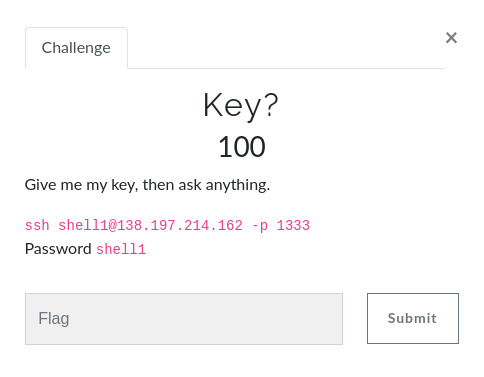 Challenge
×
Key?
100
Give me my key, then ask anything.
ssh shell1@138.197.214.162 -p 1333
Password shell1
Flag
Submit